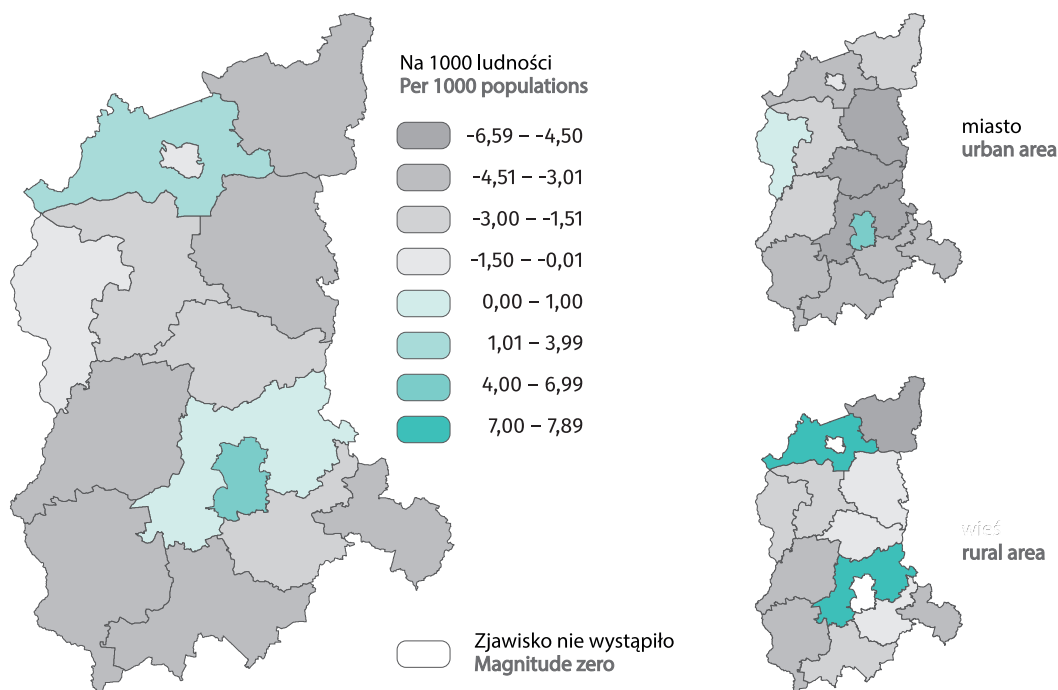 Na 1000 ludności
Per 1000 populations
-6,59 – -4,50
-4,51 – -3,01
-3,00 – -1,51
-1,50 – -0,01
0,00 – 1,00
1,01 – 3,99
4,00 – 6,99
7,00 – 7,89
Zjawisko nie wystąpiło
Magnitude zero
miasto
urban area
wieś
rural area